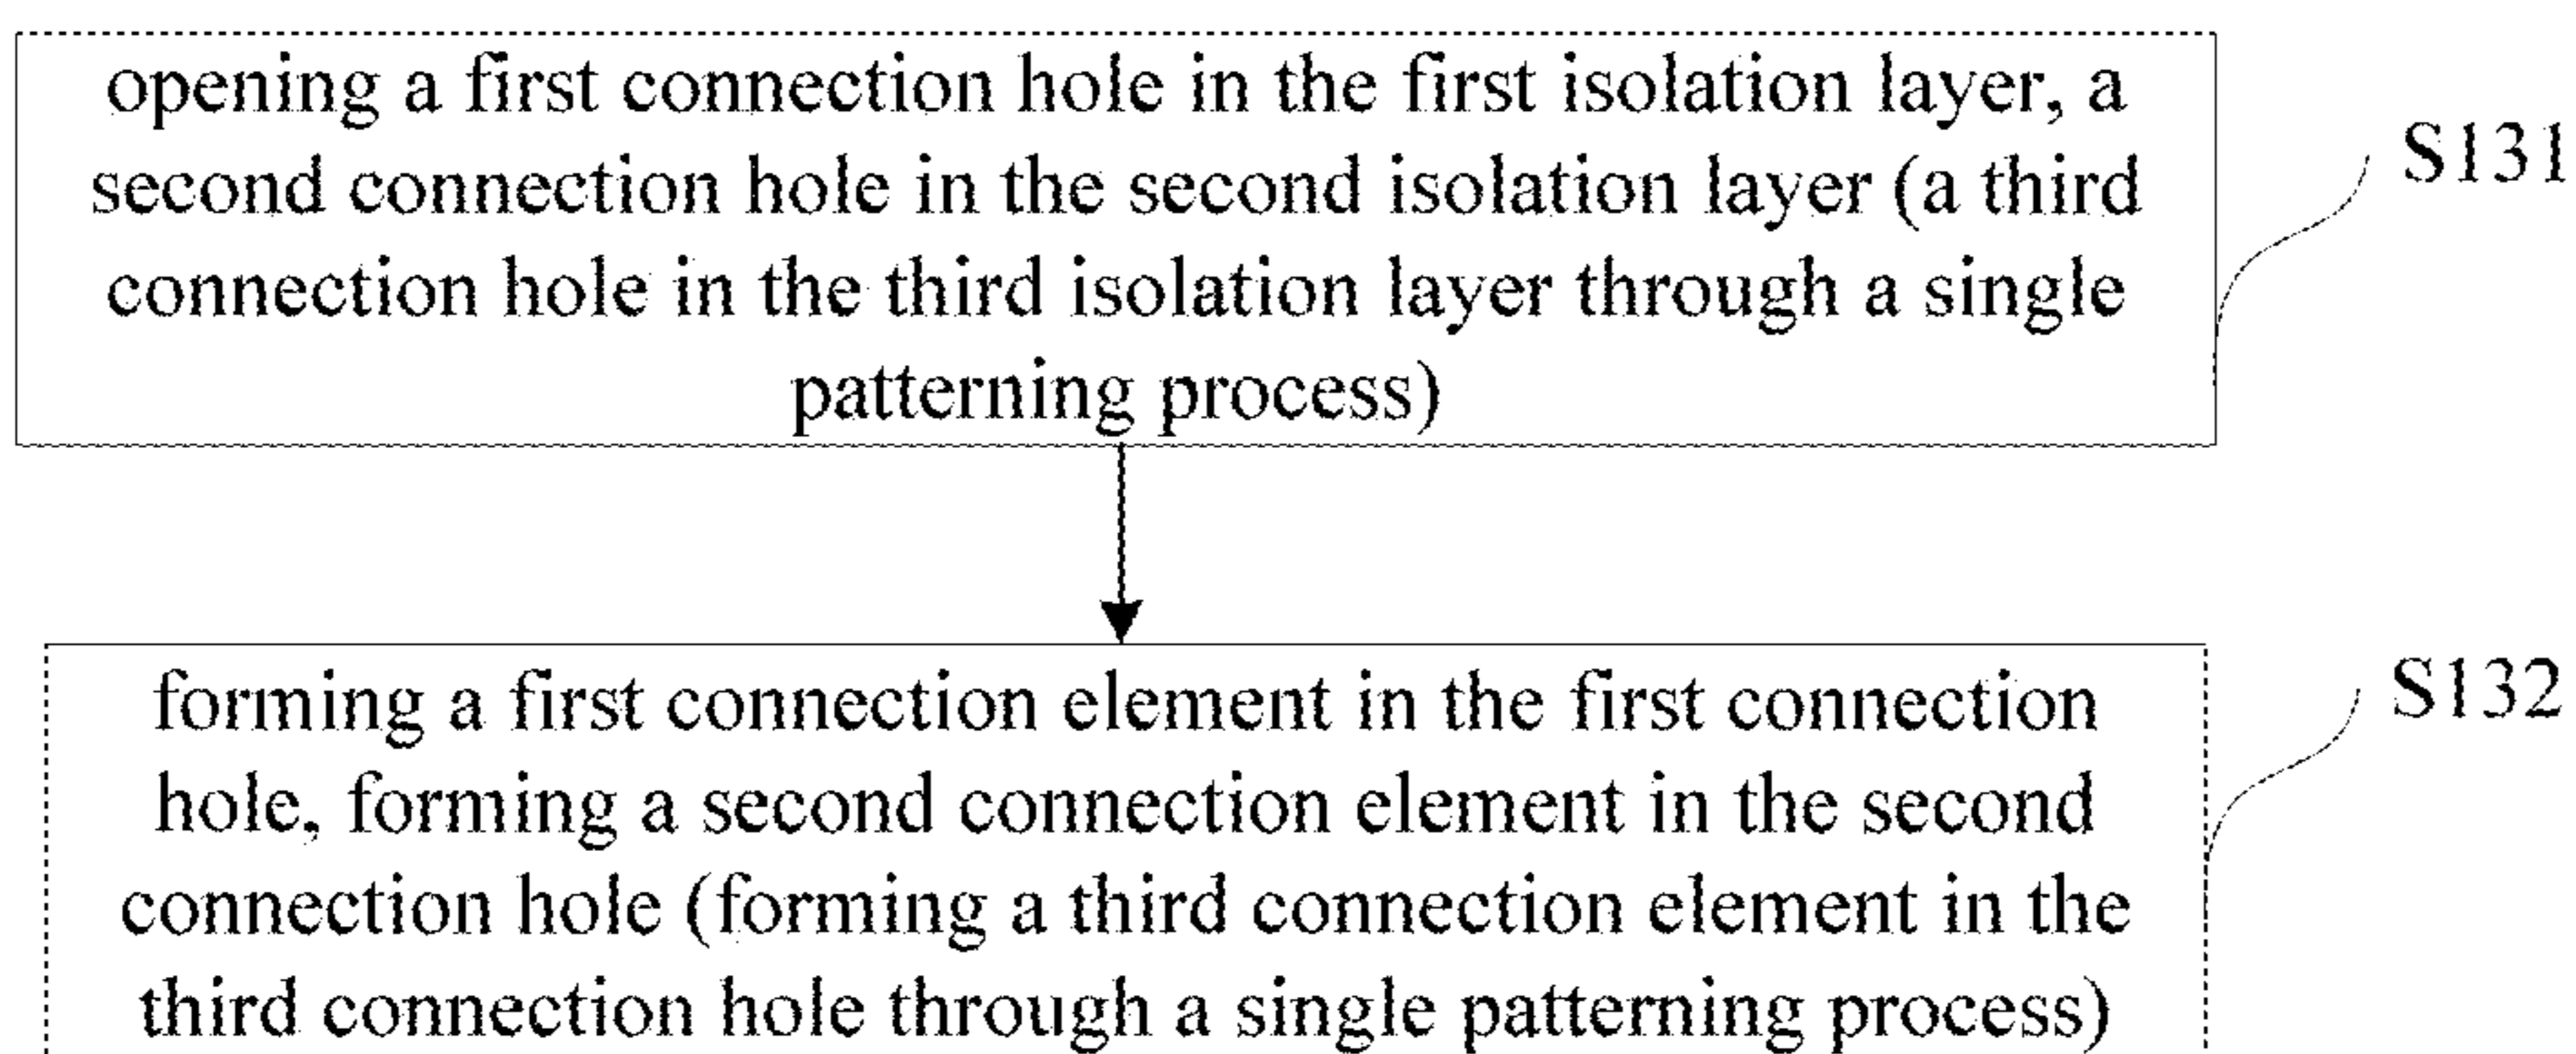 opening a first connection hole in the first isolation layer, a
second connection hole in the second isolation layer (a third
connection hole in the third isolation layer through a single
patterning process)
S131
forming a first connection element in the first connection
hole, forming a second connection element in the second
connection hole (forming a third connection element in the
third connection hole through a single patterning process)
S132